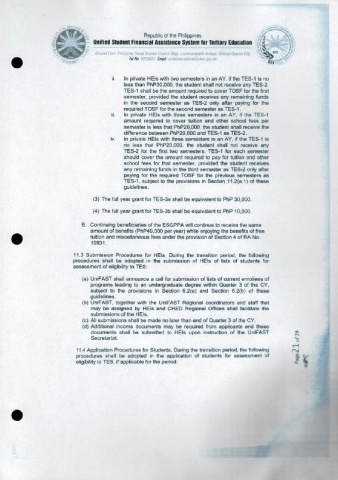 Republic of the Philippines
Unified Student Financial Assistance System for Tertiary Education
ii. In private HEIs with two semesters in an AY, if the TES-1 is no
less than PhP30,000, the student shall not receive any TES-2.
TES-1 shall be the amount required to cover TOSF for the first
semester, provided the student receives any remaining funds
in the second semester as TES-2 only after paying for the
required TOSF for the second semester as TES-1.
iii. In private HEIs with three semesters in an AY, if the TES-1
amount required to cover tuition and other school fees per
semester is less that PhP20,000, the student shall receive the
difference between PhP20,000 and TES-1 as TES-2.
iv. In private HEIs with three semesters in an AY, if the TES-1 is
no less that PhP20,000, the student shall not receive any
TES-2 for the first two semesters. TES-1 for each semester
should cover the amount required to pay for tuition and other
school fees for that semester, provided the student receives
any remaining funds in the third semester as TES-2 only after
paying for the required TOSF for the previous semesters as
TES-1, subject to the provisions in Section 11.2(a.1) of these
guidelines.
(3) The full year grant for TES-3a shall be equivalent to PhP 30,000.
(4) The full year grant for TES-3b shall be equivalent to PhP 10,000.
B. Continuing beneficiaries of the ESGPPA will continue to receive the same
amount of benefits (PhP40,000 per year) while enjoying the benefits of free
tuition and miscellaneous fees under the provision of Section 4 of RA No.
10931.
11.3 Submission Procedures for HEIs. During the transition period, the following
procedures shall be adopted in the submission of HEIs of lists of students for
assessment of eligibility to TES:
(a) UniFAST shall announce a call for submission of lists of current enrollees of
programs leading to an undergraduate degree within Quarter 3 of the CY,
subject to the provisions in Section 6.2(a) and Section 6.2(b) of these
guidelines.
(b) UniFAST, together with the UniFAST Regional coordinators and staff that
may be assigned by HEIs and CHED Regional Offices shall facilitate the
submissions of the HEIs.
(c) All submissions shall be made no later than end of Quarter 3 of the CY.
(d) Additional income documents may be required from applicants and these
documents shall be submitted to HEIs upon instruction of the UniFAST
Secretariat.
11.4 Application Procedures for Students. During the transition period, the following
procedures shall be adopted in the application of students for assessment of
eligibility to TES, if applicable for the period:
Page 21 of 29